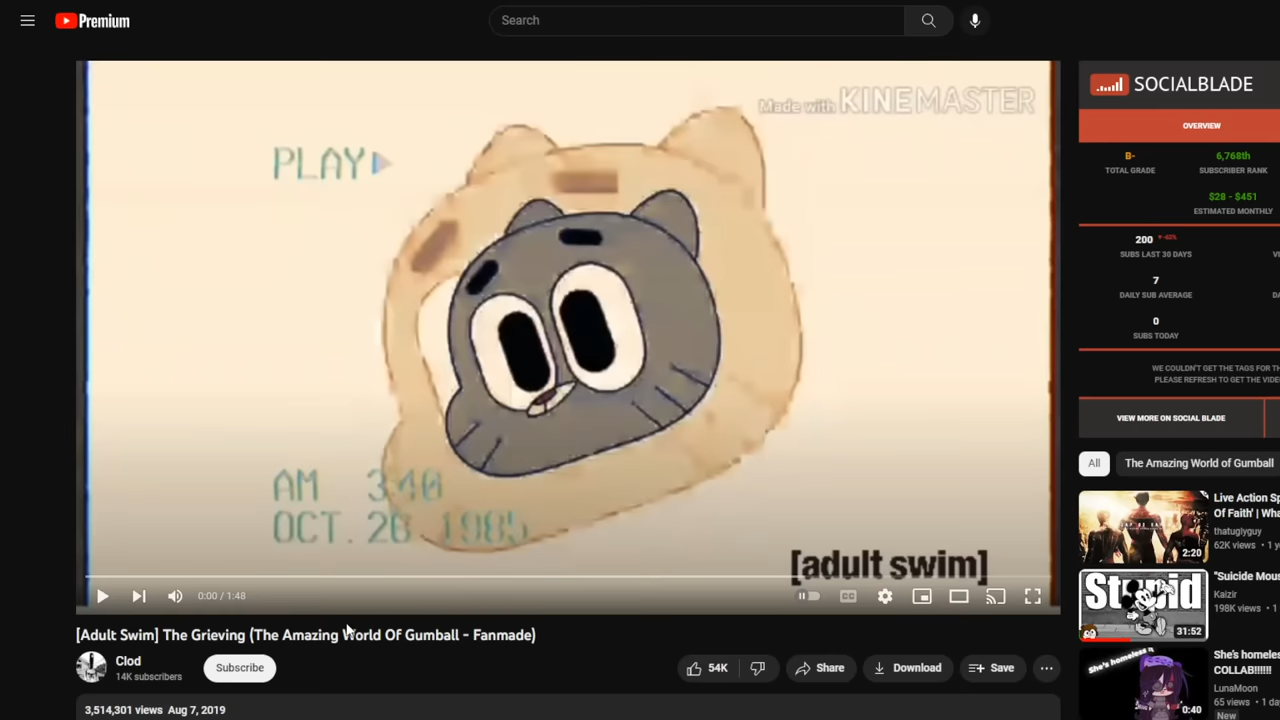 Premium
Search
Made with KINEMASTER
PLAY
AM 3:40
OCT. 26 1985
[adult swim]
0:00 / 1:48
CC
[Adult Swim] The Grieving (The Amazing World Of Gumball - Fanmade)
Clod
14K subscribers
Subscribe
54K
Share
Download
Save
3,514,301 views Aug 7, 2019
SOCIALBLADE
OVERVIEW
B-
TOTAL GRADE
6,768th
SUBSCRIBER RANK
$28 - $451
ESTIMATED MONTHLY
200
SUBS LAST 30 DAYS
7
DAILY SUB AVERAGE
0
SUBS TODAY
WE COULDN'T GET THE TAGS FOR TH
PLEASE REFRESH TO GET THE VIDE
VIEW MORE ON SOCIAL BLADE
All
The Amazing World of Gumball
Live Action Sp
Of Faith' | Wha
thatuglyguy
62K views • 1 y
2:20
Stupid
"Suicide Mous
Kaizir
198K views • 1
31:52
She's homeless
She's homeles
COLLAB!!!!!!
LunaMoon
65 views • 1 da
New
0:40